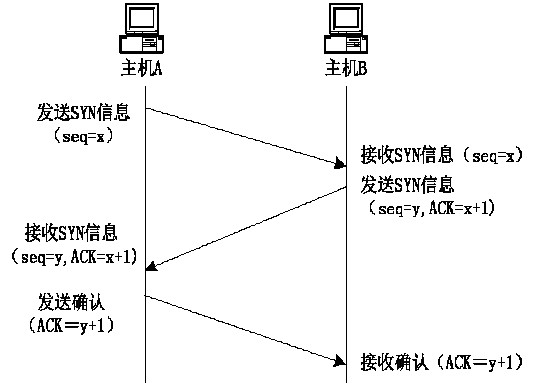 主机A
主机B
发送SYN信息
（seq=x）
接收SYN信息（seq=x）
发送SYN信息
（seq=y,ACK=x+1)
接收SYN信息
（seq=y,ACK=x+1)
发送确认
（ACK＝y+1）
接收确认（ACK＝y+1）